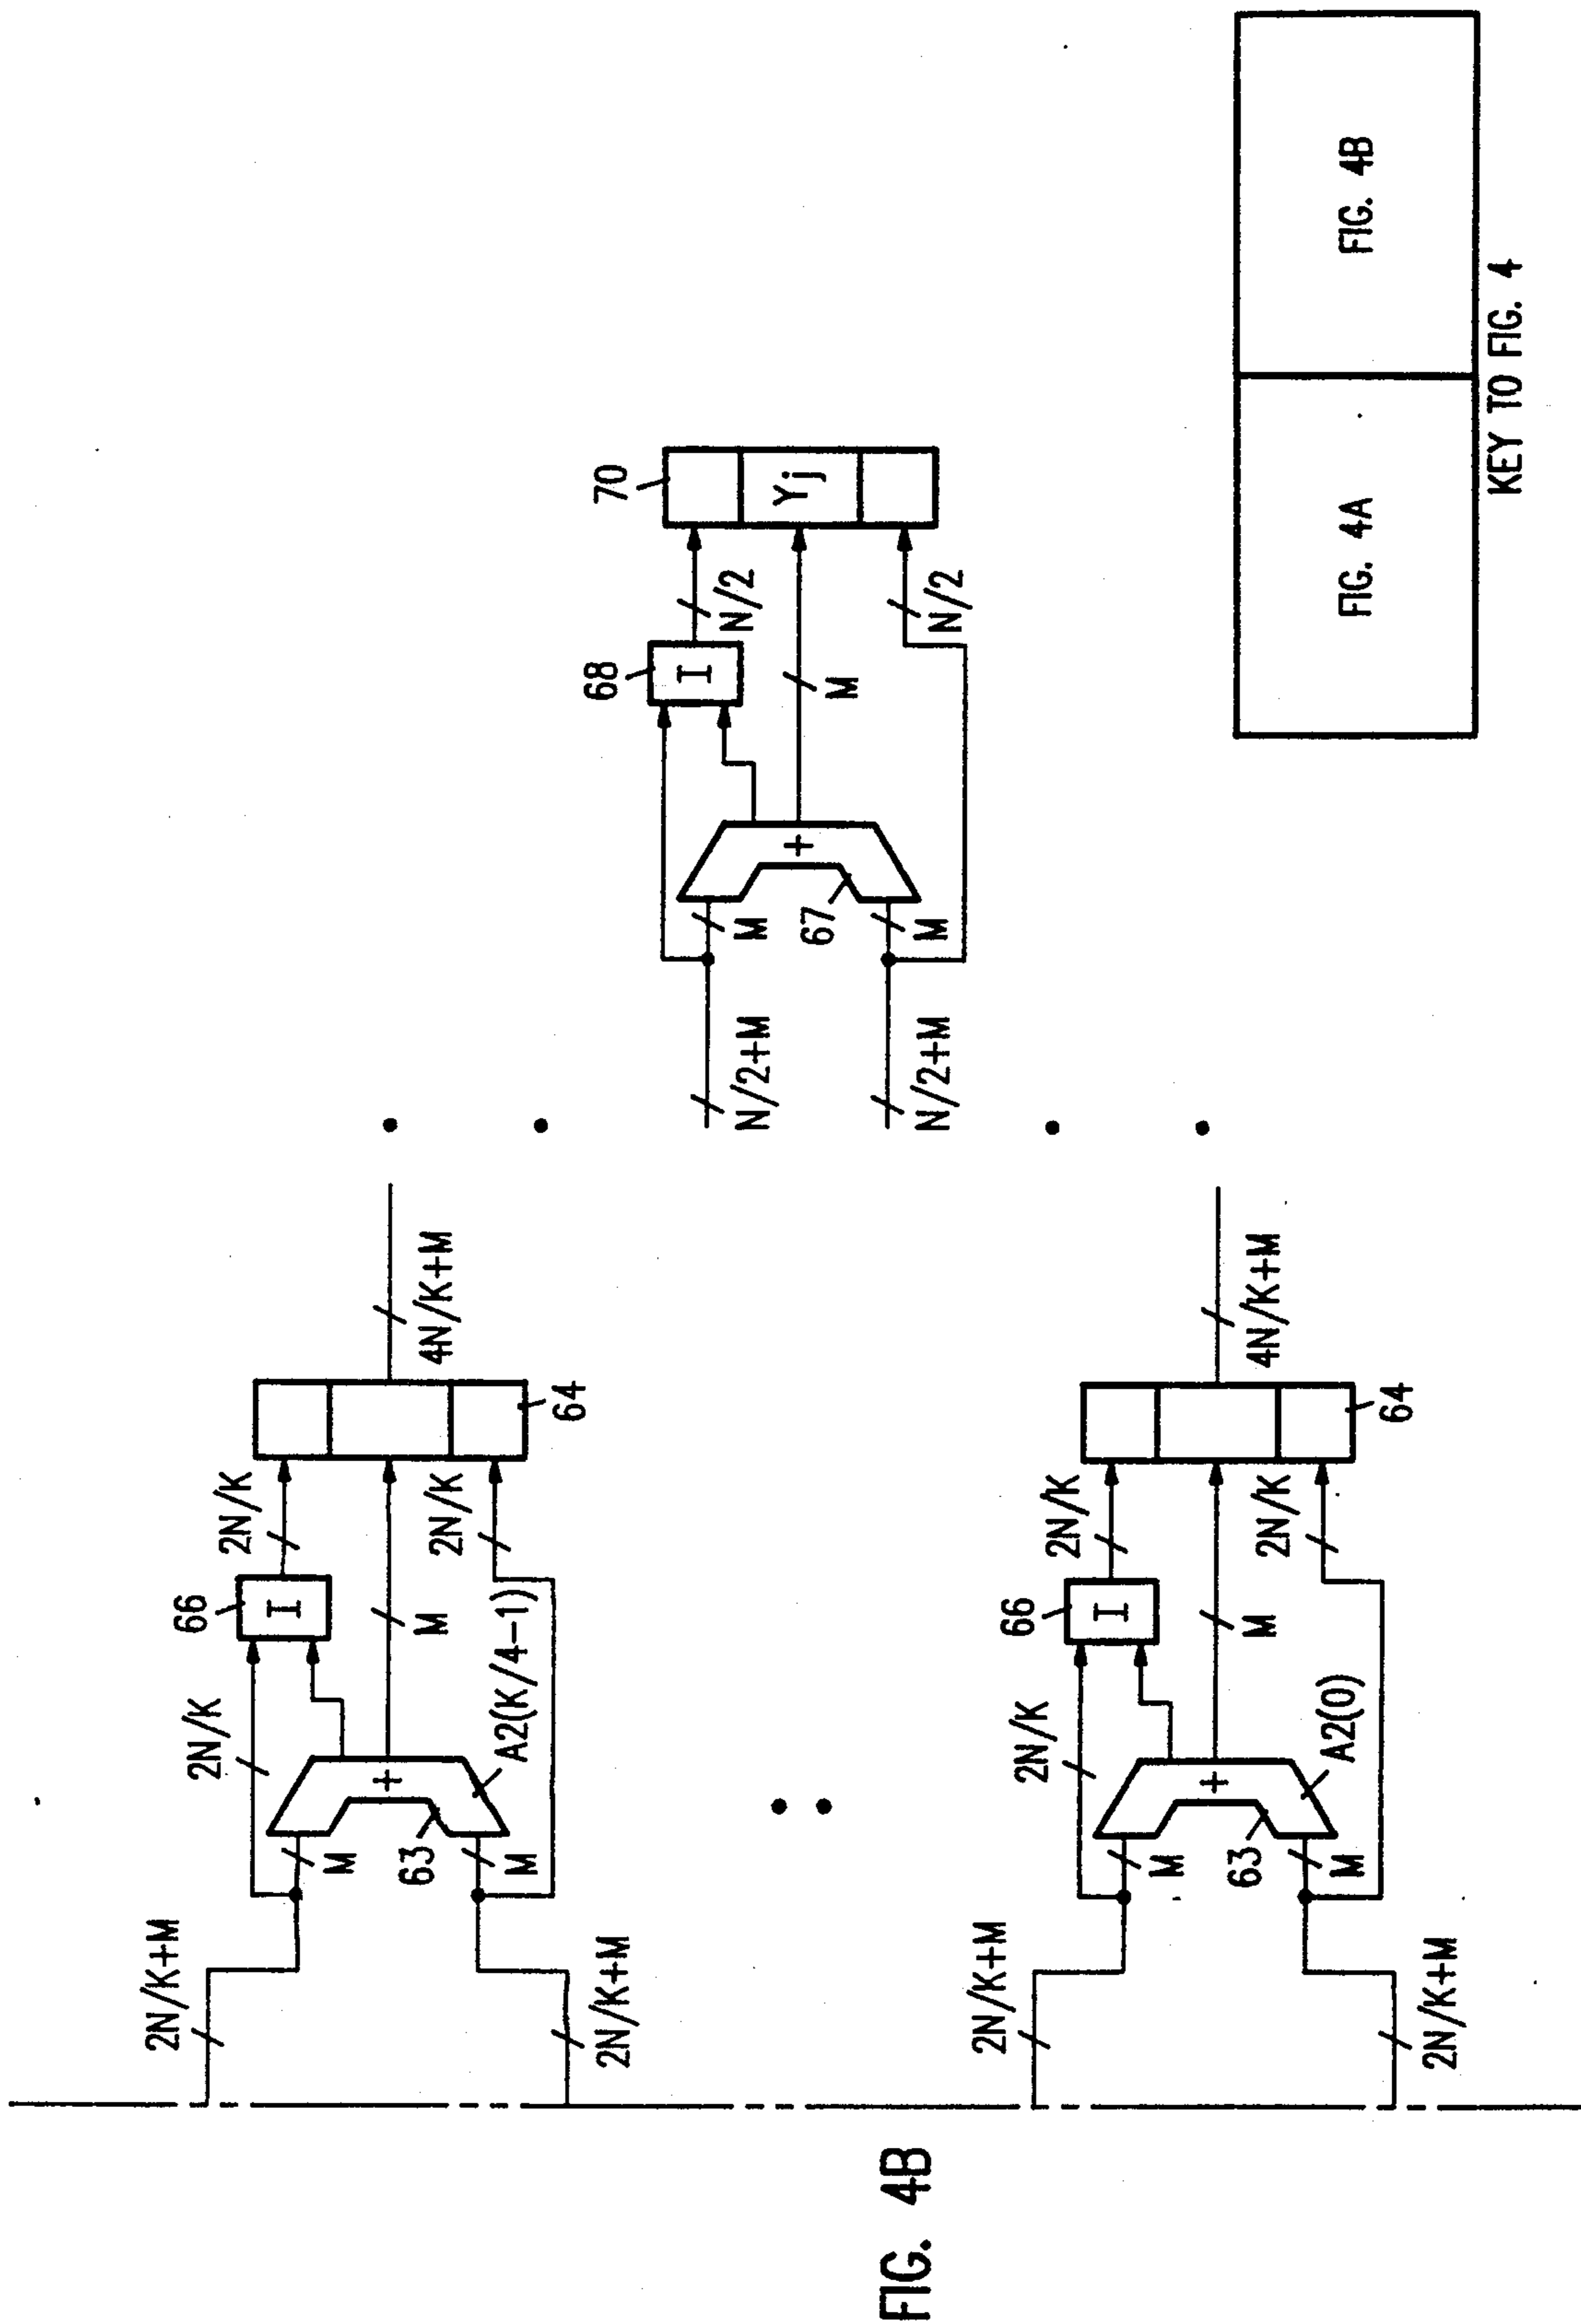 FIG. 4B
2N/K+M
2N/K+M
M
M
63
+
A2(K/4-1)
2N/K
66
I
M
2N/K
2N/K
64
4N/K+M
2N/K+M
2N/K+M
M
M
63
+
A2(0)
2N/K
66
I
M
2N/K
2N/K
64
4N/K+M
N/2+M
N/2+M
M
M
67
+
68
I
M
N/2
N/2
70
Yj
FIG. 4A
FIG. 4B
KEY TO FIG. 4